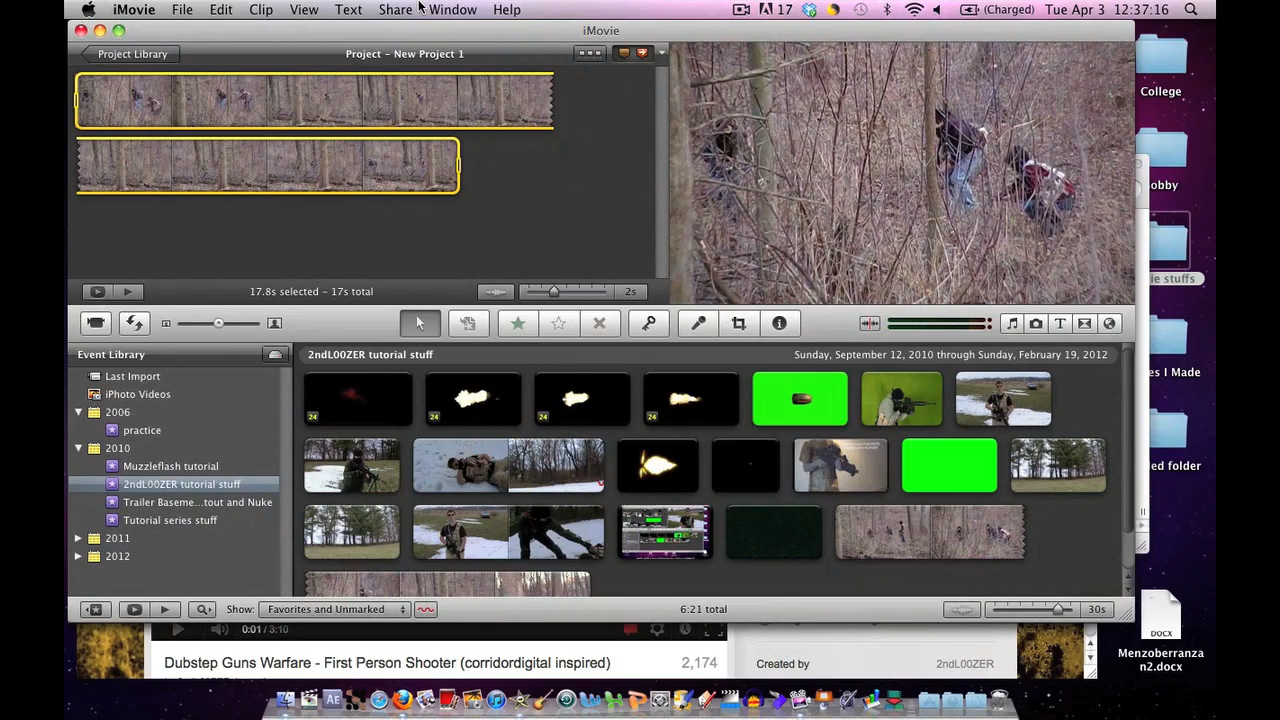 iMovie File Edit Clip View Text Share Window Help 17 (Charged) Tue Apr 3 12:37:16
iMovie
Project Library Project - New Project 1
College
17.8s selected - 17s total 2s
Event Library 2ndL00ZER tutorial stuff Sunday, September 12, 2010 through Sunday, February 19, 2012
Last Import
iPhoto Videos
2006
practice
2010
Muzzleflash tutorial
2ndL00ZER tutorial stuff
Trailer Baseme...tout and Nuke
Tutorial series stuff
2011
2012
24 24 24 24
Show: Favorites and Unmarked 6:21 total 30s
0:01 / 3:10
Dubstep Guns Warfare - First Person Shooter (corridordigital inspired) 2,174 Created by 2ndL00ZER
obby
ie stuffs
es I Made
ed folder
DOCX
Menzoberranza
n2.docx
AE